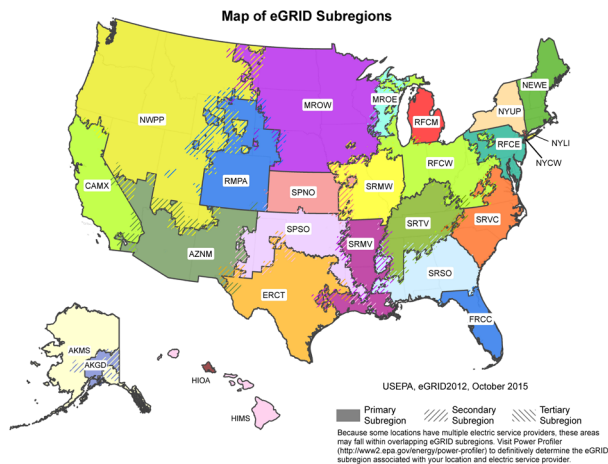 Map of eGRID Subregions
NWPP
MROW
MROE
NEWE
NYUP
RFCM
NYLI
NYCW
RFCE
RFCW
CAMX
RMPA
SPNO
SRMW
SRTV
SRVC
AZNM
SPSO
SRMV
SRSO
ERCT
FRCC
AKMS
AKGD
HIOA
HIMS
USEPA, eGRID2012, October 2015
Primary
Subregion
Secondary
Subregion
Tertiary
Subregion
Because some locations have multiple electric service providers, these areas
may fall within overlapping eGRID subregions. Visit Power Profiler
(http://www2.epa.gov/energy/power-profiler) to definitively determine the eGRID
subregion associated with your location and electric service provider.